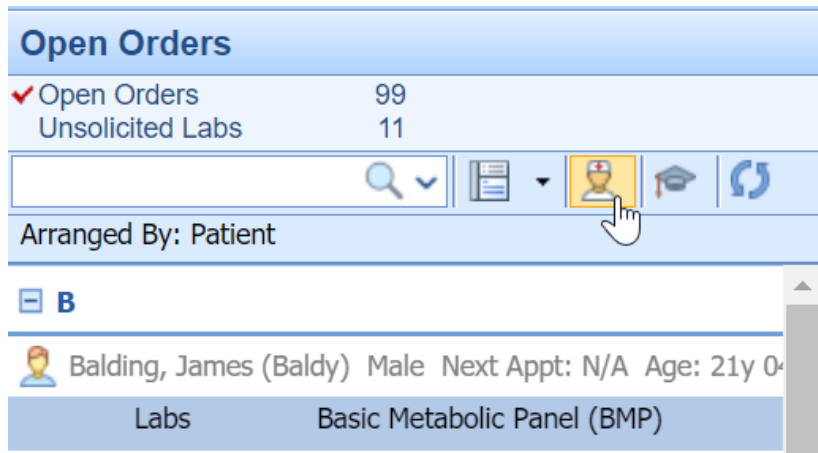 Open Orders
Open Orders 99
Unsolicited Labs 11
Arranged By: Patient
B
Balding, James (Baldy) Male Next Appt: N/A Age: 21y
Labs Basic Metabolic Panel (BMP)